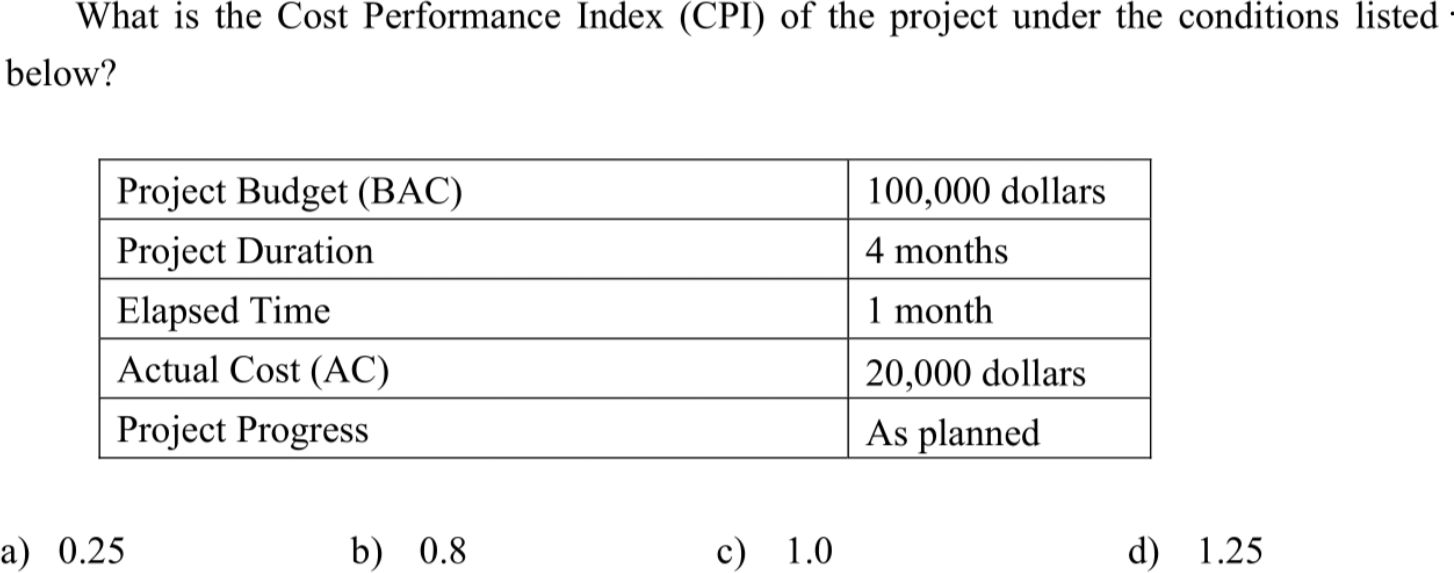 What is the Cost Performance Index (CPI) of the project under the conditions listed
below?
Project Budget (BAC) 100,000 dollars
Project Duration 4 months
Elapsed Time 1 month
Actual Cost (AC) 20,000 dollars
Project Progress As planned
a) 0.25 b) 0.8 c) 1.0 d) 1.25